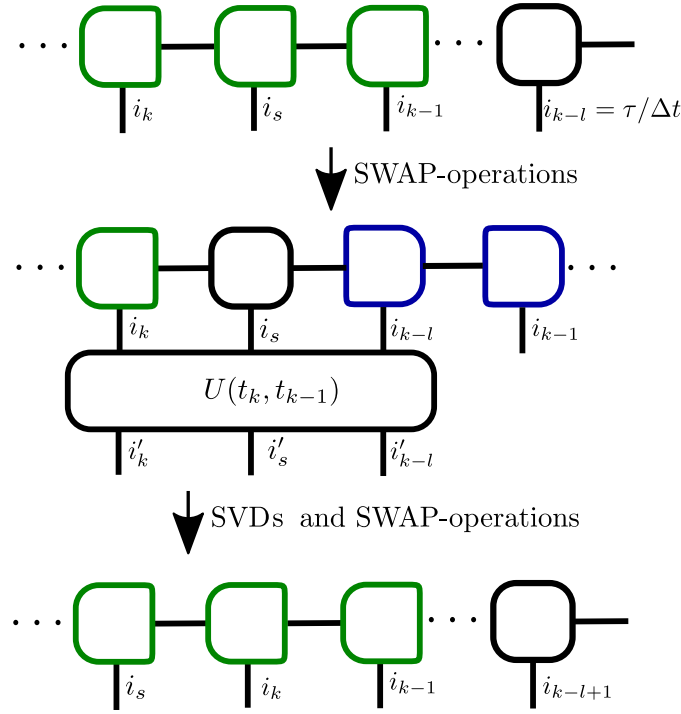 · · · · · ·
i_k i_s i_{k−1} i_{k−l} = τ/Δt
SWAP-operations
· · · · · ·
i_k i_s i_{k−l} i_{k−1}
U(t_k, t_{k−1})
i'_k i'_s i'_{k−l}
SVDs and SWAP-operations
· · · · · ·
i_s i_k i_{k−1} i_{k−l+1}